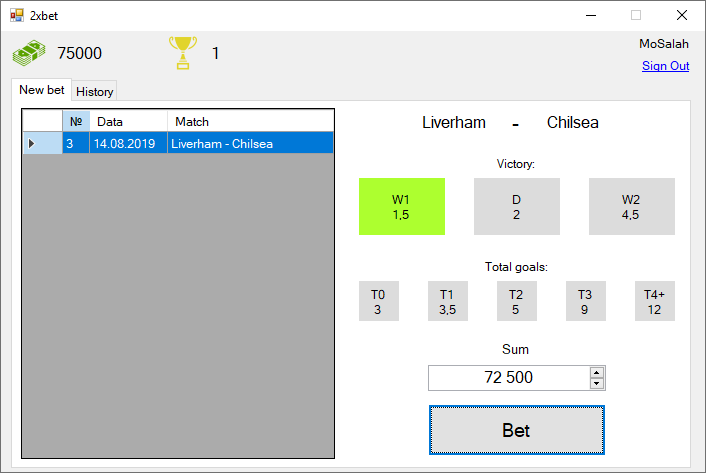 2xbet
75000
1
MoSalah
Sign Out
New bet
History
№ Data Match
3 14.08.2019 Liverham - Chilsea
Liverham - Chilsea
Victory:
W1
1,5
D
2
W2
4,5
Total goals:
T0
3
T1
3,5
T2
5
T3
9
T4+
12
Sum
72 500
Bet